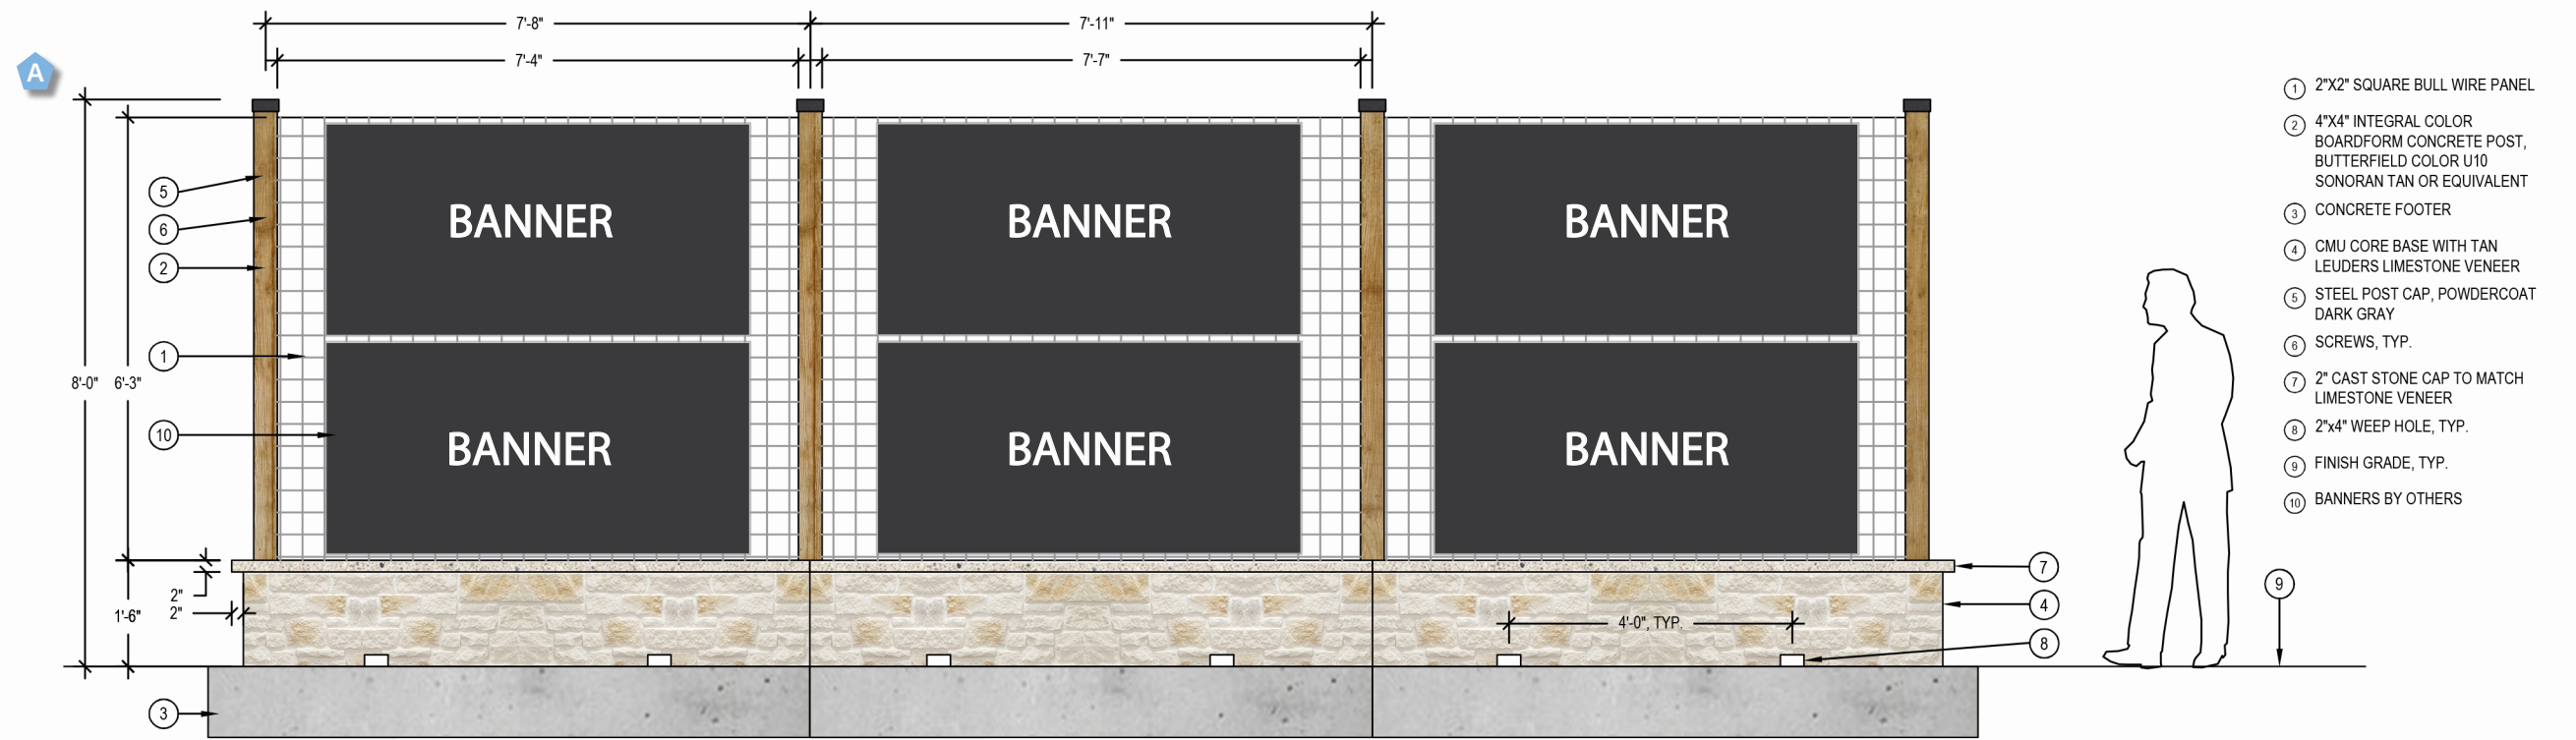 7'-8"
7'-11"
7'-4"
7'-7"
A
BANNER
BANNER
BANNER
BANNER
BANNER
BANNER
5
6
2
1
10
3
8'-0"
6'-3"
2"
2"
1'-6"
4'-0", TYP.
7
4
8
9
1 2"X2" SQUARE BULL WIRE PANEL
2 4"X4" INTEGRAL COLOR
BOARDFORM CONCRETE POST,
BUTTERFIELD COLOR U10
SONORAN TAN OR EQUIVALENT
3 CONCRETE FOOTER
4 CMU CORE BASE WITH TAN
LEUDERS LIMESTONE VENEER
5 STEEL POST CAP, POWDERCOAT
DARK GRAY
6 SCREWS, TYP.
7 2" CAST STONE CAP TO MATCH
LIMESTONE VENEER
8 2"x4" WEEP HOLE, TYP.
9 FINISH GRADE, TYP.
10 BANNERS BY OTHERS